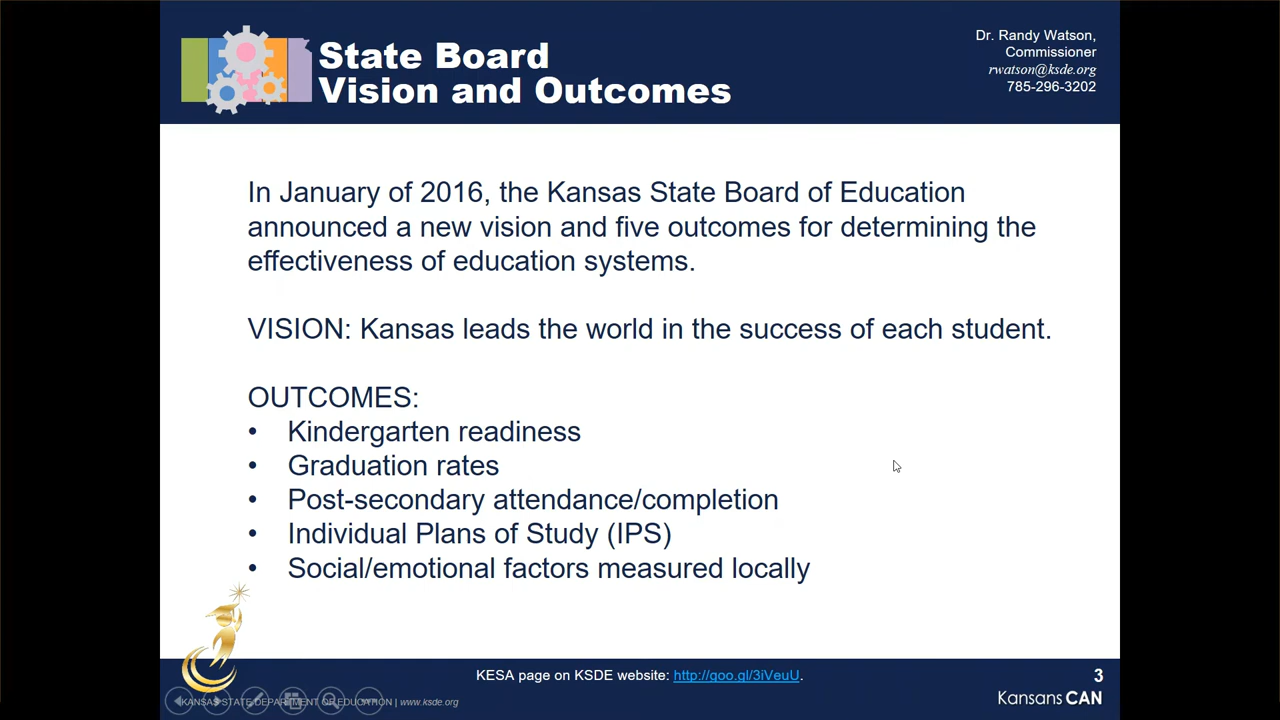 State Board
Vision and Outcomes
Dr. Randy Watson,
Commissioner
rwatson@ksde.org
785-296-3202
In January of 2016, the Kansas State Board of Education
announced a new vision and five outcomes for determining the
effectiveness of education systems.
VISION: Kansas leads the world in the success of each student.
OUTCOMES:
• Kindergarten readiness
• Graduation rates
• Post-secondary attendance/completion
• Individual Plans of Study (IPS)
• Social/emotional factors measured locally
KESA page on KSDE website: http://goo.gl/3iVeuU.
3
KANSAS STATE DEPARTMENT OF EDUCATION | www.ksde.org
KansansCAN